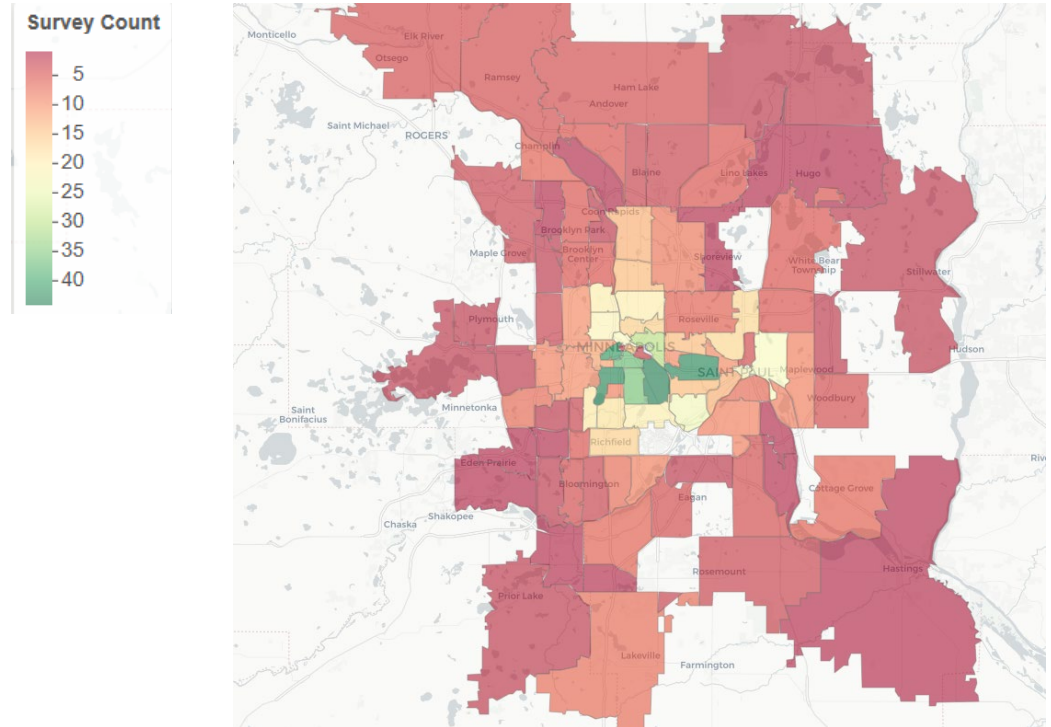 Survey Count
5
10
15
20
25
30
35
40
Monticello
Elk River
Otsego
Ramsey
Ham Lake
Andover
Saint Michael
ROGERS
Champlin
Blaine
Lino Lakes
Hugo
Coon Rapids
Brooklyn Park
Maple Grove
Brooklyn
Center
Shoreview
White Bear
Township
Stillwater
Plymouth
Roseville
MINNEAPOLIS
Hudson
SAINT PAUL
Maplewood
Minnetonka
Woodbury
Saint
Bonifacius
Richfield
Eden Prairie
Bloomington
Eagan
Cottage Grove
Shakopee
Chaska
Rosemount
Hastings
Prior Lake
Lakeville
Farmington